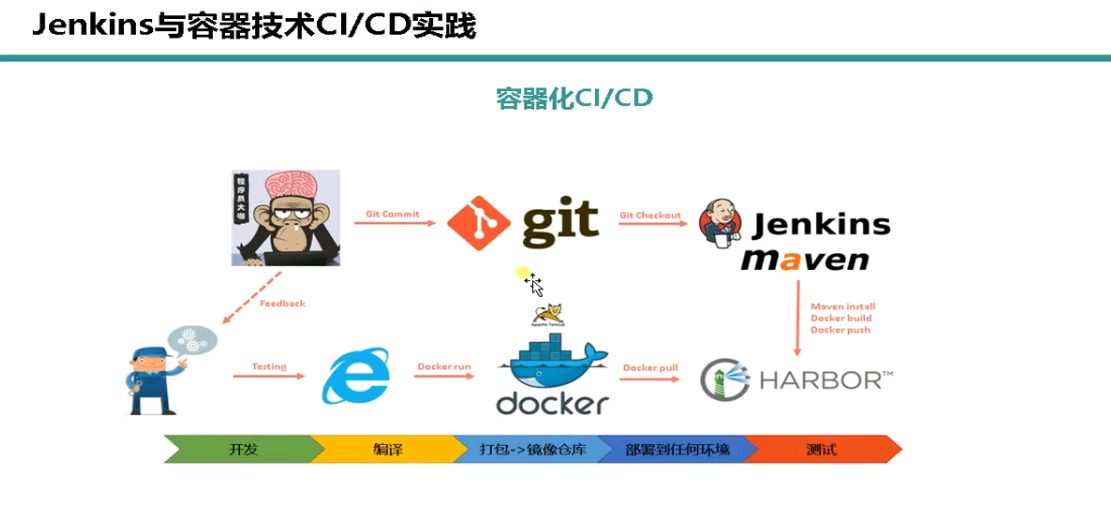 Jenkins与容器技术CI/CD实践
容器化CI/CD
程序员大咖
Git Commit
git
Git Checkout
Jenkins
maven
Feedback
Maven install
Docker build
Docker push
Apache Tomcat
Testing
Docker run
docker
Docker pull
HARBOR™
开发
编译
打包->镜像仓库
部署到任何环境
测试